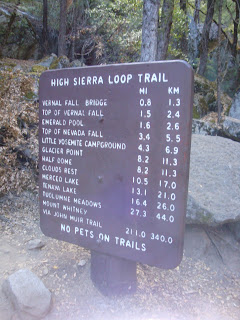 HIGH SIERRA LOOP TRAIL
MI KM
VERNAL FALL BRIDGE 0.8 1.3
TOP OF VERNAL FALL 1.5 2.4
EMERALD POOL 1.6 2.6
TOP OF NEVADA FALL 3.4 5.5
LITTLE YOSEMITE CAMPGROUND 4.3 6.9
GLACIER POINT
HALF DOME 8.2 11.3
CLOUDS REST 8.2 11.3
MERCED LAKE 10.5 17.0
TENAYA LAKE 13.1 21.0
TUOLUMNE MEADOWS 16.4 26.0
MOUNT WHITNEY 27.3 44.0
VIA JOHN MUIR TRAIL 211.0 340.0
NO PETS ON TRAILS